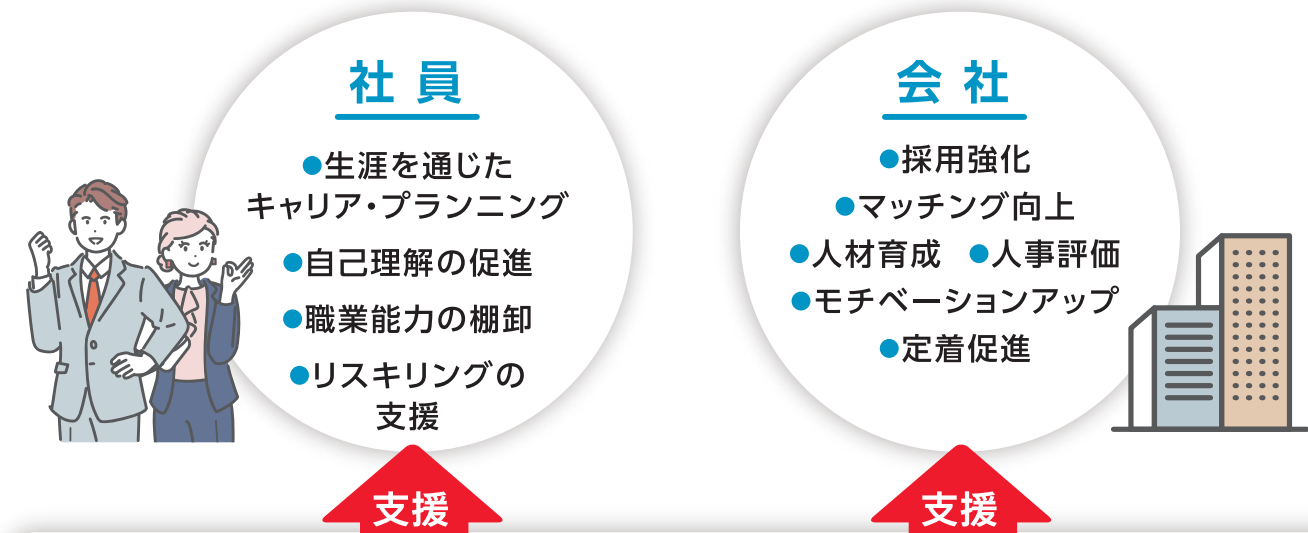 社員
●生涯を通じた
キャリア・プランニング
●自己理解の促進
●職業能力の棚卸
●リスキリングの
支援
支援
会社
●採用強化
●マッチング向上
●人材育成 ●人事評価
●モチベーションアップ
●定着促進
支援